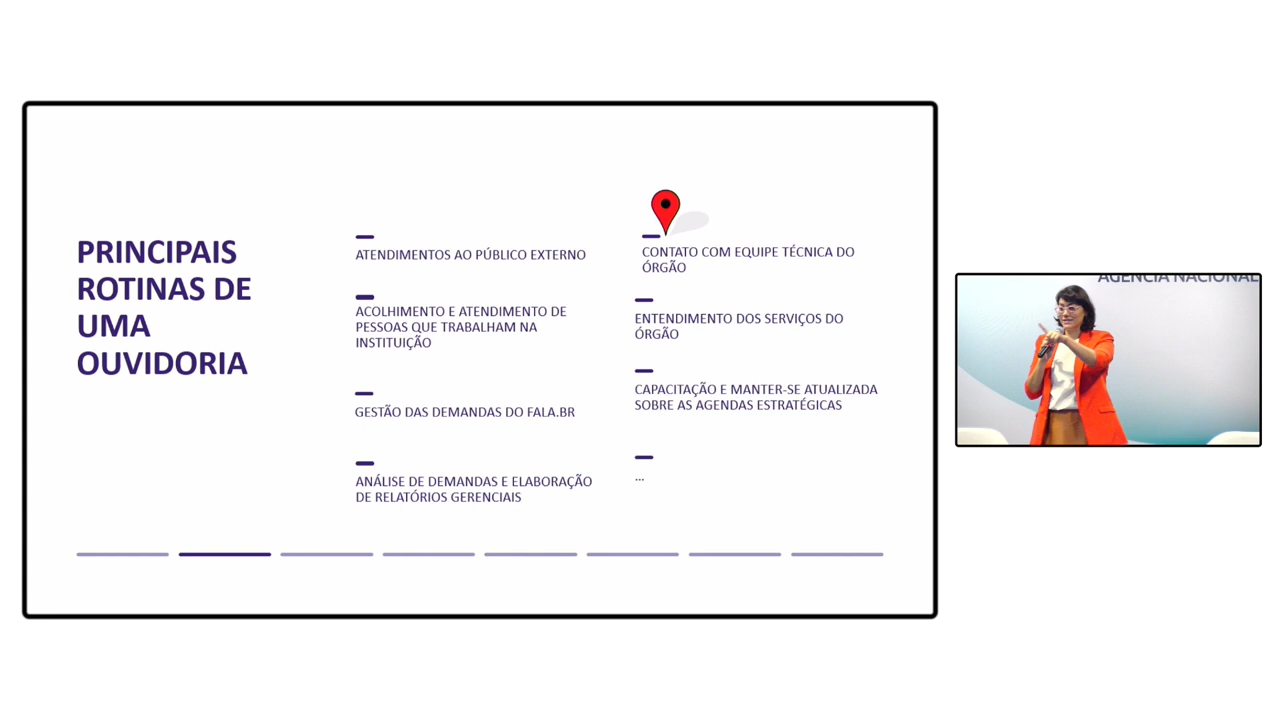 PRINCIPAIS
ROTINAS DE
UMA
OUVIDORIA
ATENDIMENTOS AO PÚBLICO EXTERNO
ACOLHIMENTO E ATENDIMENTO DE
PESSOAS QUE TRABALHAM NA
INSTITUIÇÃO
GESTÃO DAS DEMANDAS DO FALA.BR
ANÁLISE DE DEMANDAS E ELABORAÇÃO
DE RELATÓRIOS GERENCIAIS
CONTATO COM EQUIPE TÉCNICA DO
ÓRGÃO
ENTENDIMENTO DOS SERVIÇOS DO
ÓRGÃO
CAPACITAÇÃO E MANTER-SE ATUALIZADA
SOBRE AS AGENDAS ESTRATÉGICAS
...
AGÊNCIA NACIONAL